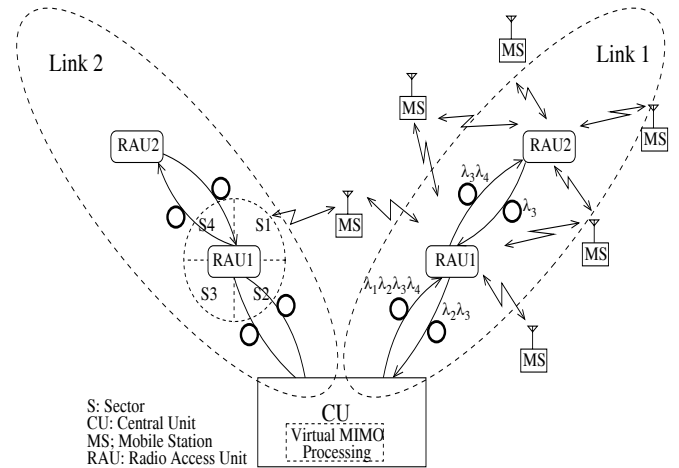 MS
Link 2
Link 1
MS
MS
RAU2
RAU2
λ3λ4
λ3
S4
S1
MS
MS
RAU1
RAU1
S3
S2
λ1λ2λ3λ4
λ2λ3
MS
CU
Virtual MIMO
Processing
S: Sector
CU: Central Unit
MS; Mobile Station
RAU: Radio Access Unit